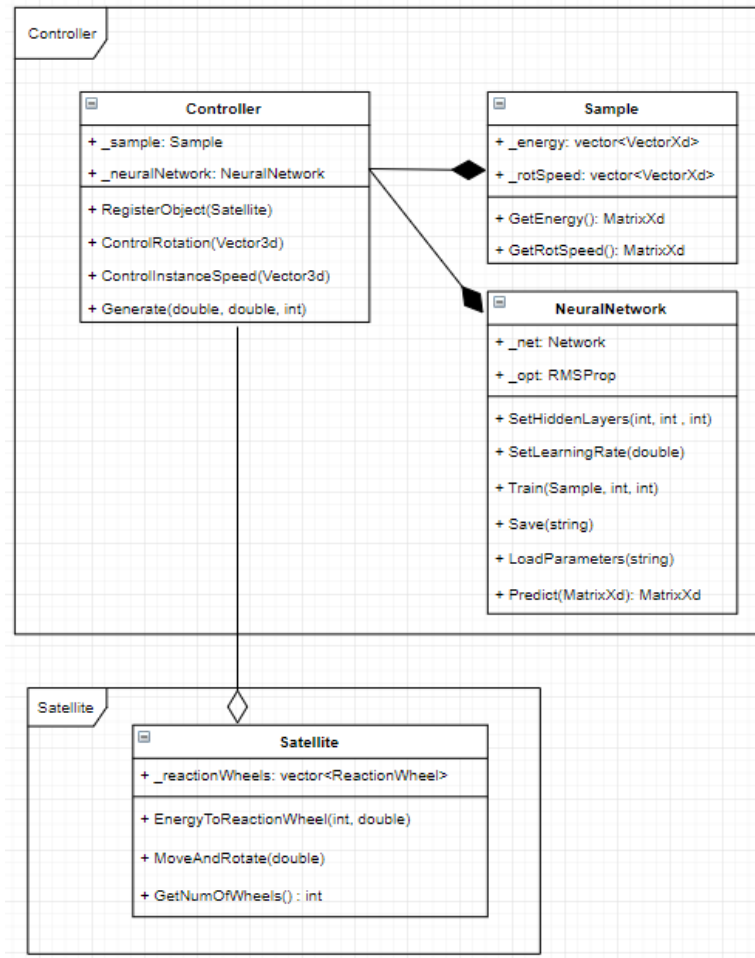 Controller
Controller
+ _sample: Sample
+ _neuralNetwork: NeuralNetwork
+ RegisterObject(Satellite)
+ ControlRotation(Vector3d)
+ ControlInstanceSpeed(Vector3d)
+ Generate(double, double, int)
Sample
+ _energy: vector<VectorXd>
+ _rotSpeed: vector<VectorXd>
+ GetEnergy(): MatrixXd
+ GetRotSpeed(): MatrixXd
NeuralNetwork
+ _net: Network
+ _opt: RMSProp
+ SetHiddenLayers(int, int , int)
+ SetLearningRate(double)
+ Train(Sample, int, int)
+ Save(string)
+ LoadParameters(string)
+ Predict(MatrixXd): MatrixXd
Satellite
Satellite
+ _reactionWheels: vector<ReactionWheel>
+ EnergyToReactionWheel(int, double)
+ MoveAndRotate(double)
+ GetNumOfWheels() : int